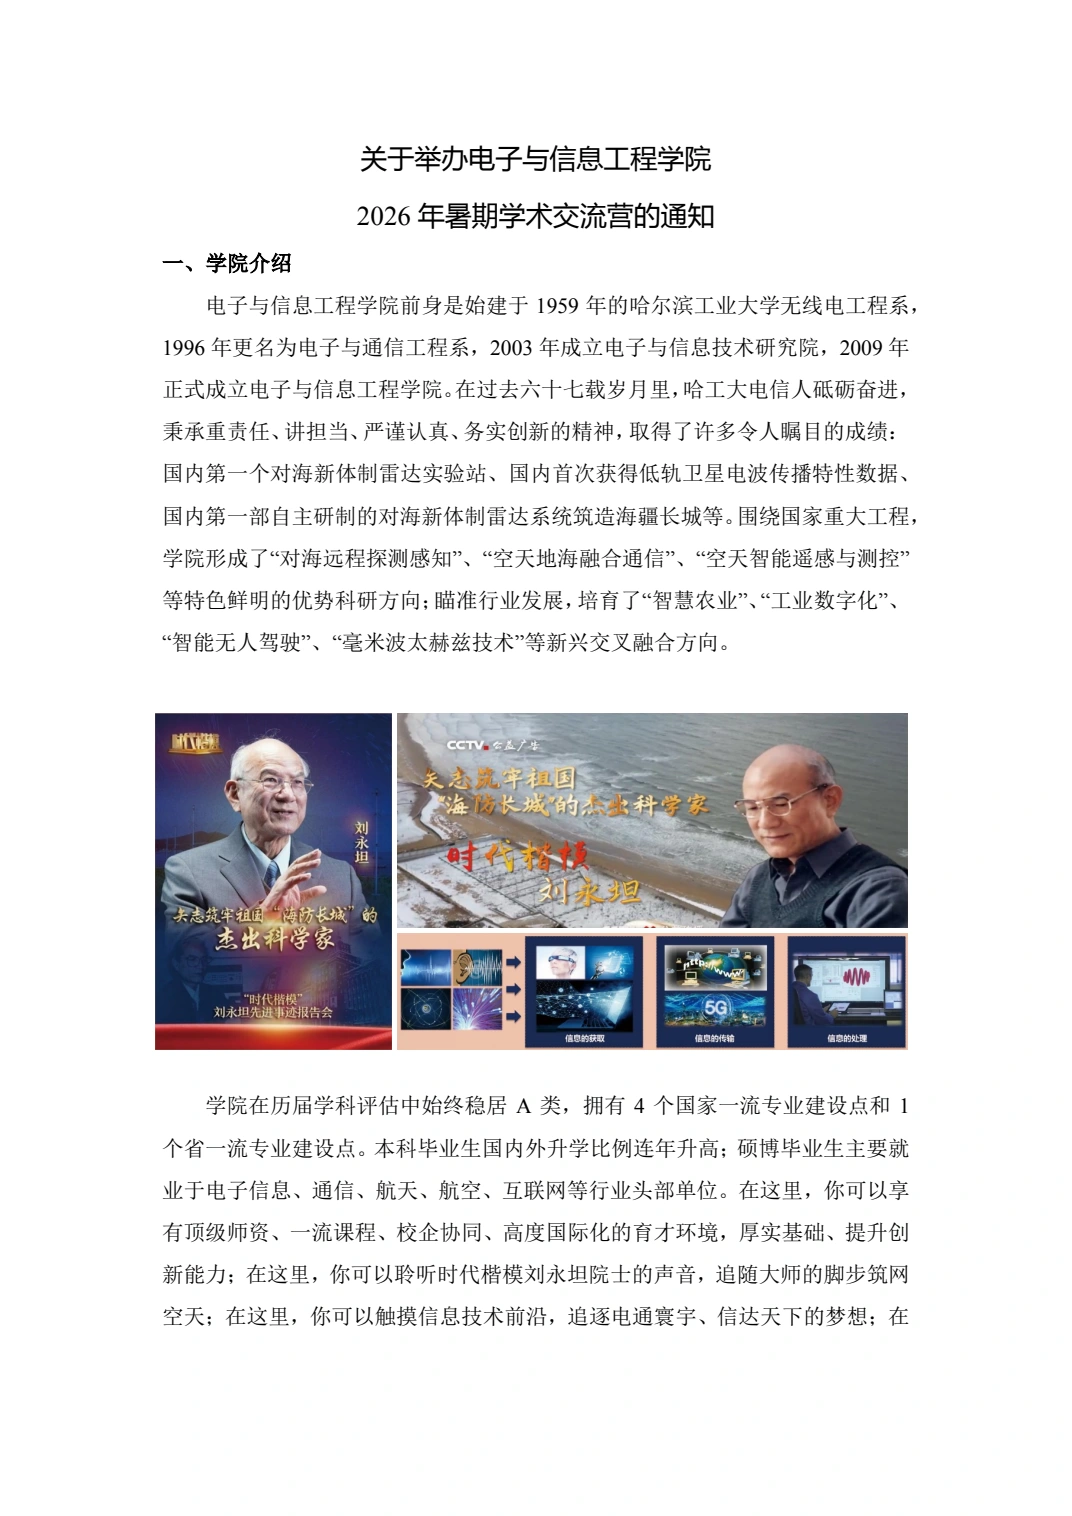 关于举办电子与信息工程学院
2026 年暑期学术交流营的通知
一、学院介绍
电子与信息工程学院前身是始建于 1959 年的哈尔滨工业大学无线电工程系，
1996 年更名为电子与通信工程系，2003 年成立电子与信息技术研究院，2009 年
正式成立电子与信息工程学院。在过去六十七载岁月里，哈工大电信人砥砺奋进，
秉承重责任、讲担当、严谨认真、务实创新的精神，取得了许多令人瞩目的成绩：
国内第一个对海新体制雷达实验站、国内首次获得低轨卫星电波传播特性数据、
国内第一部自主研制的对海新体制雷达系统筑造海疆长城等。围绕国家重大工程，
学院形成了“对海远程探测感知”、“空天地海融合通信”、“空天智能遥感与测控”
等特色鲜明的优势科研方向；瞄准行业发展，培育了“智慧农业”、“工业数字化”、
“智能无人驾驶”、“毫米波太赫兹技术”等新兴交叉融合方向。
时代楷模
刘永坦
矢志筑牢祖国“海防长城”的
杰出科学家
“时代楷模”
刘永坦先进事迹报告会
CCTV.公益广告
矢志筑牢祖国
“海防长城”的杰出科学家
时代楷模
刘永坦
信息的获取
http://www
5G
信息的传输
信息的处理
学院在历届学科评估中始终稳居 A 类，拥有 4 个国家一流专业建设点和 1
个省一流专业建设点。本科毕业生国内外升学比例连年升高；硕博毕业生主要就
业于电子信息、通信、航天、航空、互联网等行业头部单位。在这里，你可以享
有顶级师资、一流课程、校企协同、高度国际化的育才环境，厚实基础、提升创
新能力；在这里，你可以聆听时代楷模刘永坦院士的声音，追随大师的脚步筑网
空天；在这里，你可以触摸信息技术前沿，追逐电通寰宇、信达天下的梦想；在